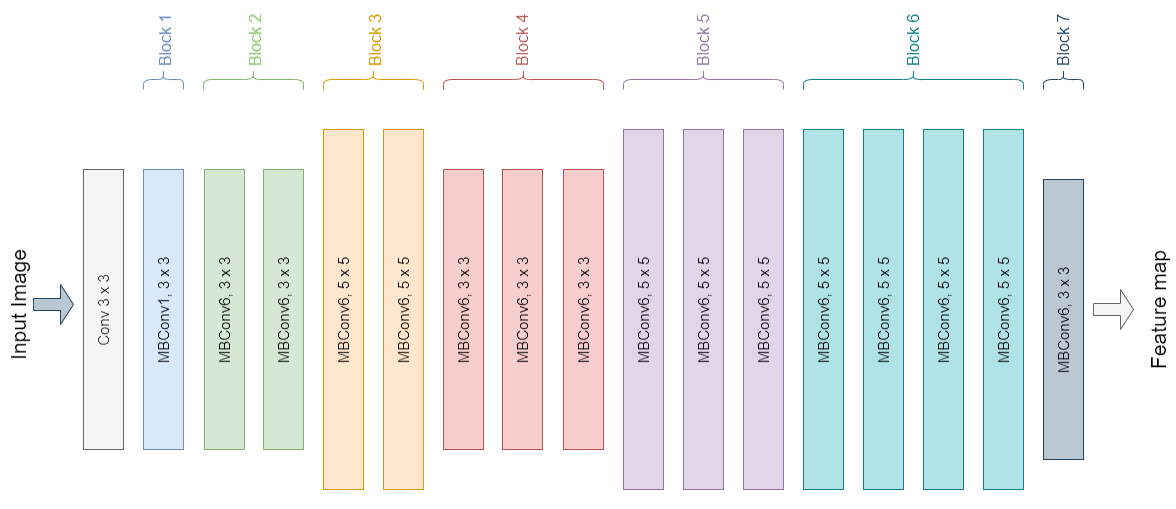 Block 1
Block 2
Block 3
Block 4
Block 5
Block 6
Block 7
Input Image
Conv 3 x 3
MBConv1, 3 x 3
MBConv6, 3 x 3
MBConv6, 3 x 3
MBConv6, 5 x 5
MBConv6, 5 x 5
MBConv6, 3 x 3
MBConv6, 3 x 3
MBConv6, 3 x 3
MBConv6, 5 x 5
MBConv6, 5 x 5
MBConv6, 5 x 5
MBConv6, 5 x 5
MBConv6, 5 x 5
MBConv6, 5 x 5
MBConv6, 5 x 5
MBConv6, 3 x 3
Feature map